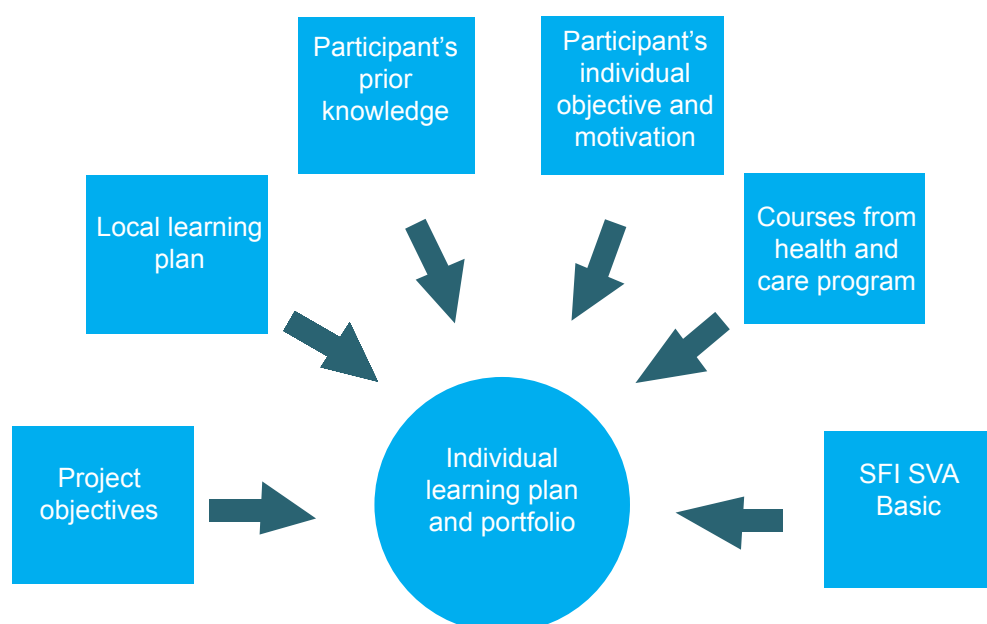 Participant’s
prior
knowledge
Participant’s
individual
objective and
motivation
Local learning
plan
Courses from
health and
care program
Project
objectives
Individual
learning plan
and portfolio
SFI SVA
Basic